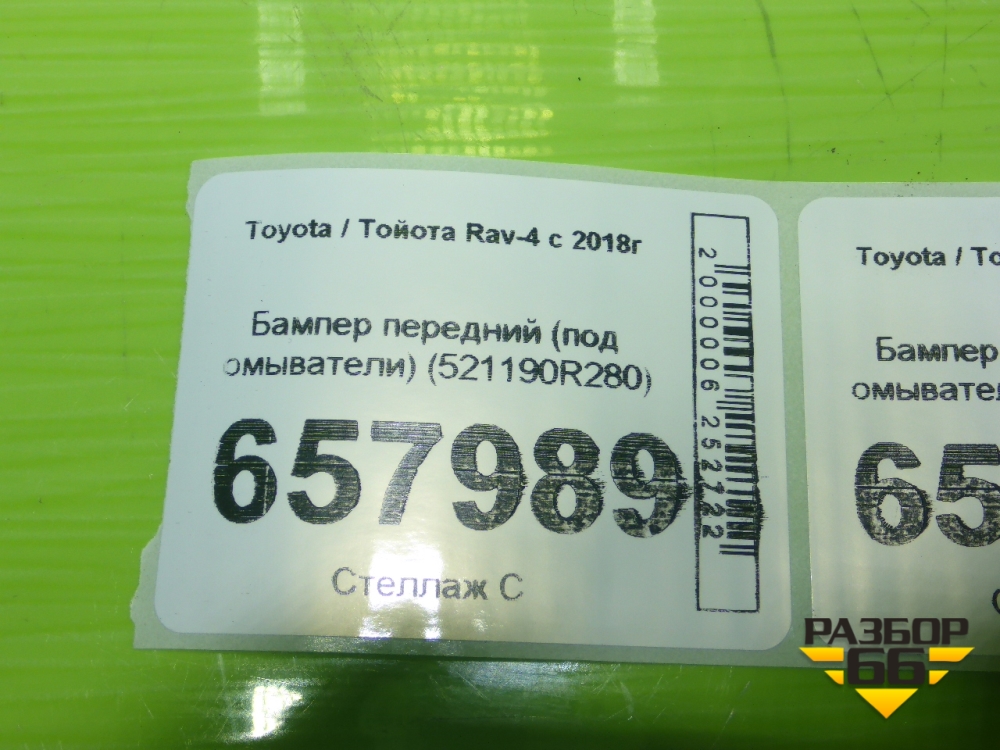 Toyota / Тойота Rav-4 с 2018г
Бампер передний (под
омыватели) (521190R280)
657989
Стеллаж С
2000006252722
Toyota / То
Бампер
омывател
65
РАЗБОР
66